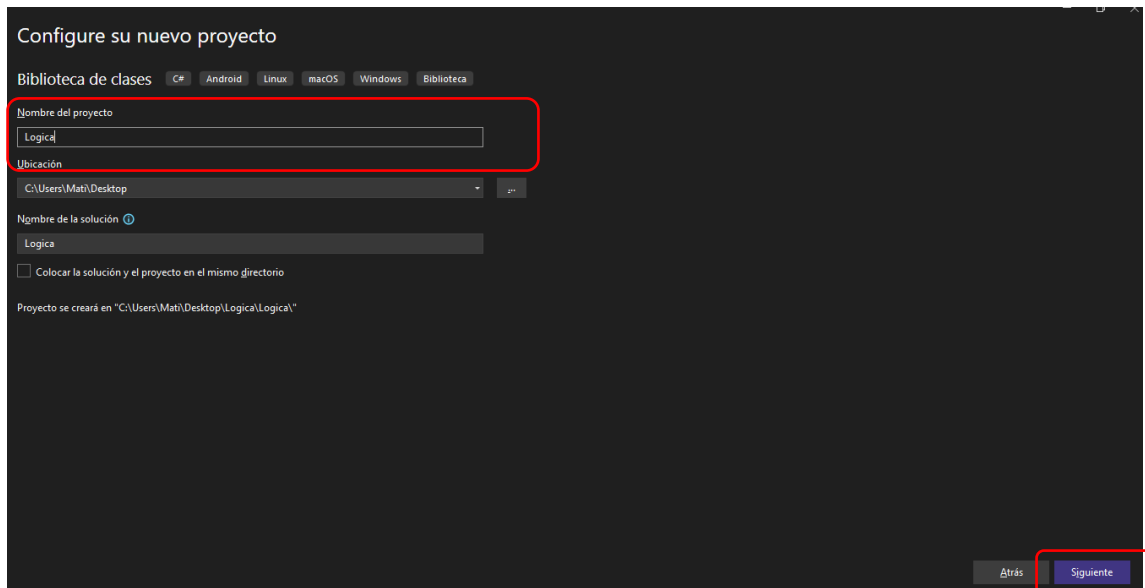 Configure su nuevo proyecto
Biblioteca de clases C# Android Linux macOS Windows Biblioteca
Nombre del proyecto
Logica
Ubicación
C:\Users\Mati\Desktop ...
Nombre de la solución
Logica
Colocar la solución y el proyecto en el mismo directorio
Proyecto se creará en "C:\Users\Mati\Desktop\Logica\Logica\"
Atrás Siguiente